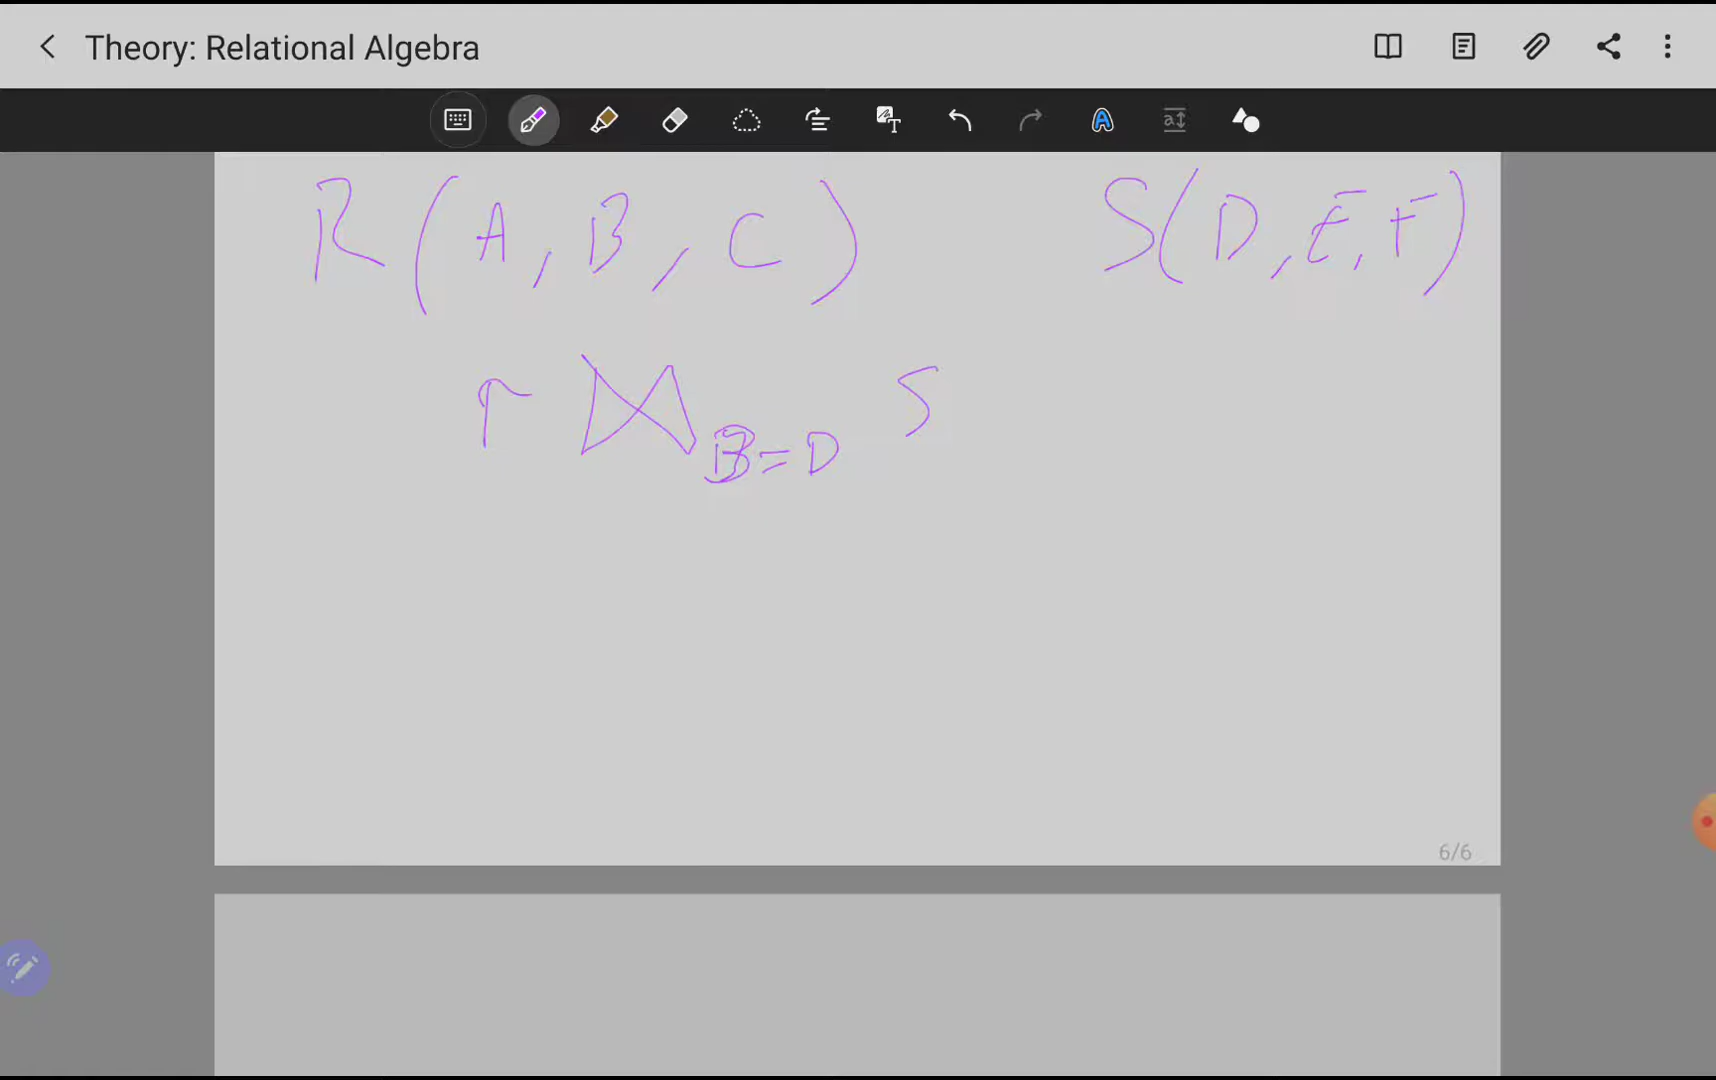 Theory: Relational Algebra
R(A, B, C) S(D, E, F)
r ⋈ B=D S
6/6